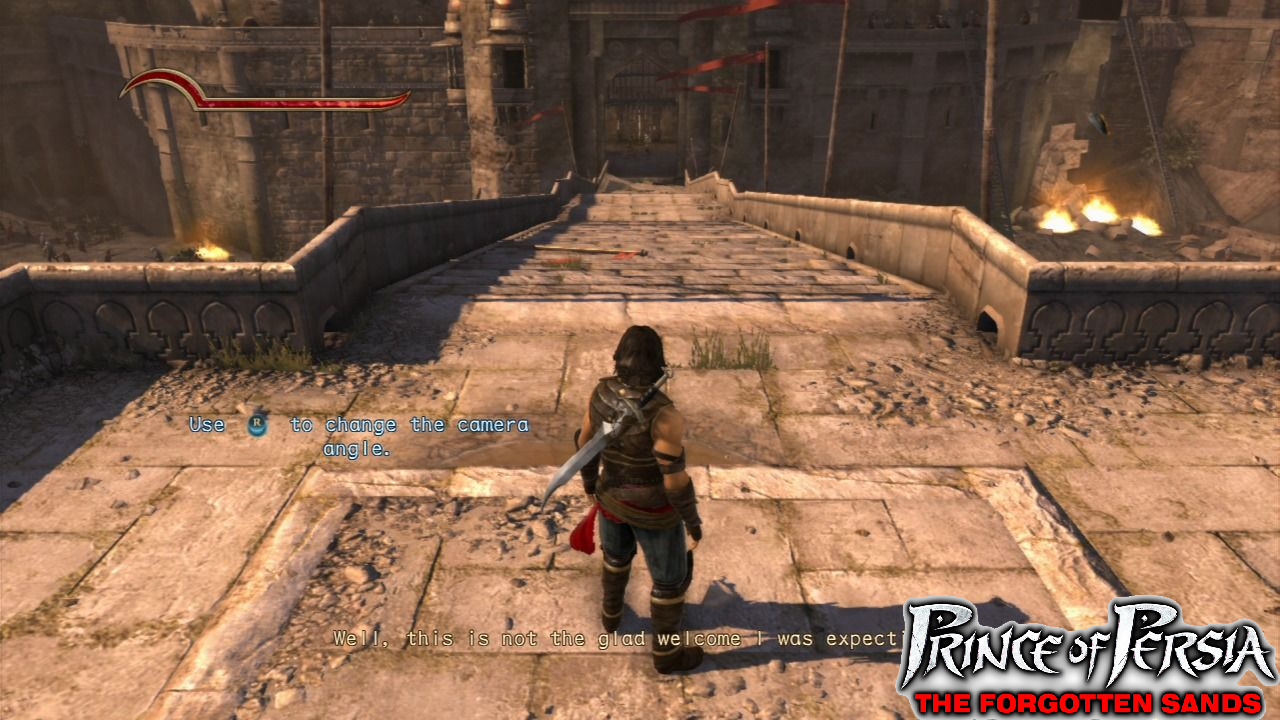 Use R to change the camera
angle.
Well, this is not the glad welcome I was expecti
PRINCE OF PERSIA
THE FORGOTTEN SANDS